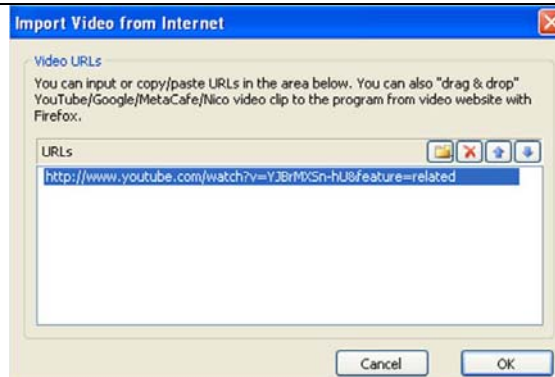 Import Video from Internet
Video URLs
You can input or copy/paste URLs in the area below. You can also "drag & drop"
YouTube/Google/MetaCafe/Nico video clip to the program from video website with
Firefox.
URLs
http://www.youtube.com/watch?v=YJBrMXSn-hU&feature=related
Cancel
OK